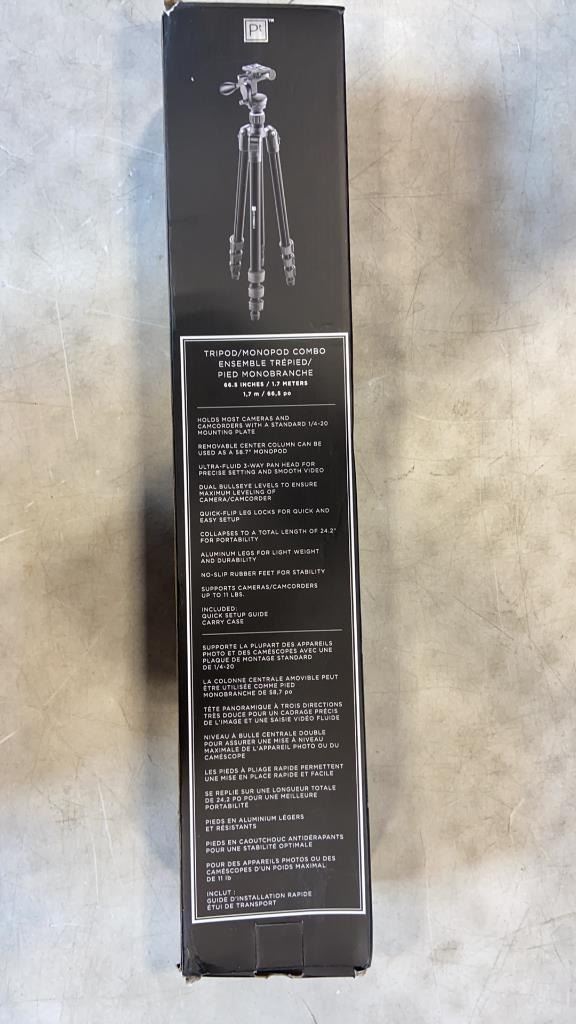 Pt™
TRIPOD/MONOPOD COMBO
ENSEMBLE TRÉPIED/
PIED MONOBRANCHE
66.5 INCHES / 1.7 METERS
1,7 m / 66,5 po
HOLDS MOST CAMERAS AND
CAMCORDERS WITH A STANDARD 1/4-20
MOUNTING PLATE
REMOVABLE CENTER COLUMN CAN BE
USED AS A 58.7" MONOPOD
ULTRA-FLUID 3-WAY PAN HEAD FOR
PRECISE SETTING AND SMOOTH VIDEO
DUAL BULLSEYE LEVELS TO ENSURE
MAXIMUM LEVELING OF
CAMERA/CAMCORDER
QUICK-FLIP LEG LOCKS FOR QUICK AND
EASY SETUP
COLLAPSES TO A TOTAL LENGTH OF 24.2"
FOR PORTABILITY
ALUMINUM LEGS FOR LIGHT WEIGHT
AND DURABILITY
NO-SLIP RUBBER FEET FOR STABILITY
SUPPORTS CAMERAS/CAMCORDERS
UP TO 11 LBS.
INCLUDED:
QUICK SETUP GUIDE
CARRY CASE
SUPPORTE LA PLUPART DES APPAREILS
PHOTO ET DES CAMÉSCOPES AVEC UNE
PLAQUE DE MONTAGE STANDARD
DE 1/4-20
LA COLONNE CENTRALE AMOVIBLE PEUT
ÊTRE UTILISÉE COMME PIED
MONOBRANCHE DE 58,7 po
TÊTE PANORAMIQUE À TROIS DIRECTIONS
TRÈS DOUCE POUR UN CADRAGE PRÉCIS
DE L'IMAGE ET UNE SAISIE VIDÉO FLUIDE
NIVEAU À BULLE CENTRALE DOUBLE
POUR ASSURER UNE MISE À NIVEAU
MAXIMALE DE L'APPAREIL PHOTO OU DU
CAMÉSCOPE
LES PIEDS À PLIAGE RAPIDE PERMETTENT
UNE MISE EN PLACE RAPIDE ET FACILE
SE REPLIE SUR UNE LONGUEUR TOTALE
DE 24,2 PO POUR UNE MEILLEURE
PORTABILITÉ
PIEDS EN ALUMINIUM LÉGERS
ET RÉSISTANTS
PIEDS EN CAOUTCHOUC ANTIDÉRAPANTS
POUR UNE STABILITÉ OPTIMALE
POUR DES APPAREILS PHOTOS OU DES
CAMÉSCOPES D'UN POIDS MAXIMAL
DE 11 lb
INCLUT :
GUIDE D'INSTALLATION RAPIDE
ÉTUI DE TRANSPORT